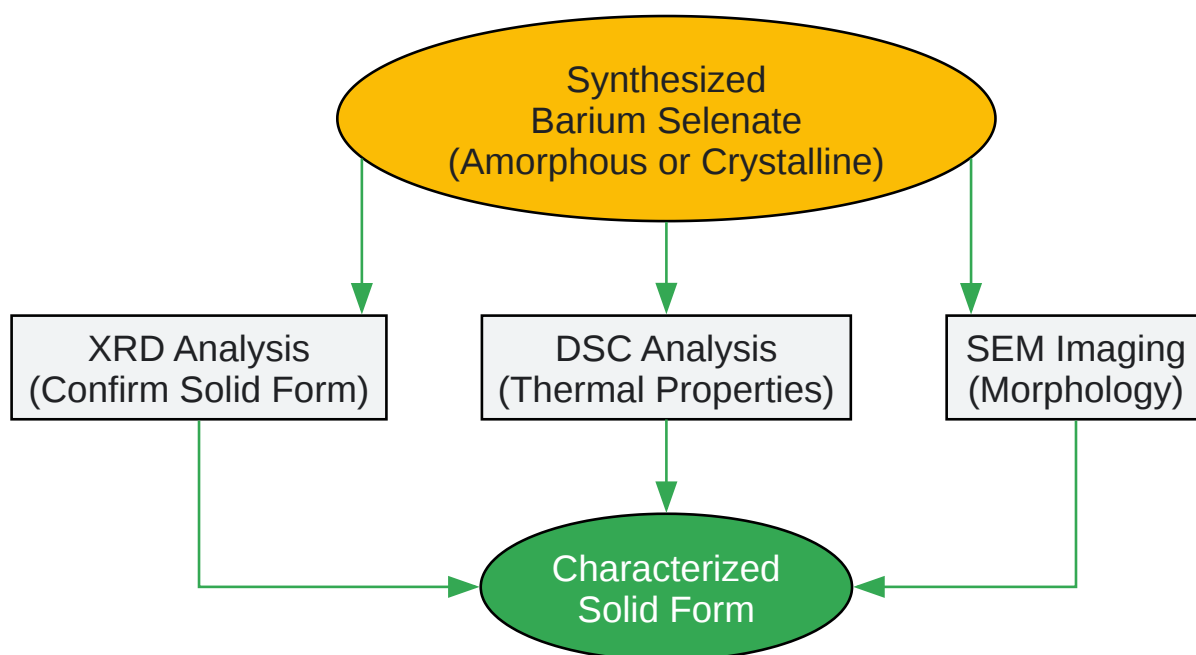 Synthesized
Barium Selenate
(Amorphous or Crystalline)
XRD Analysis
(Confirm Solid Form)
DSC Analysis
(Thermal Properties)
SEM Imaging
(Morphology)
Characterized
Solid Form